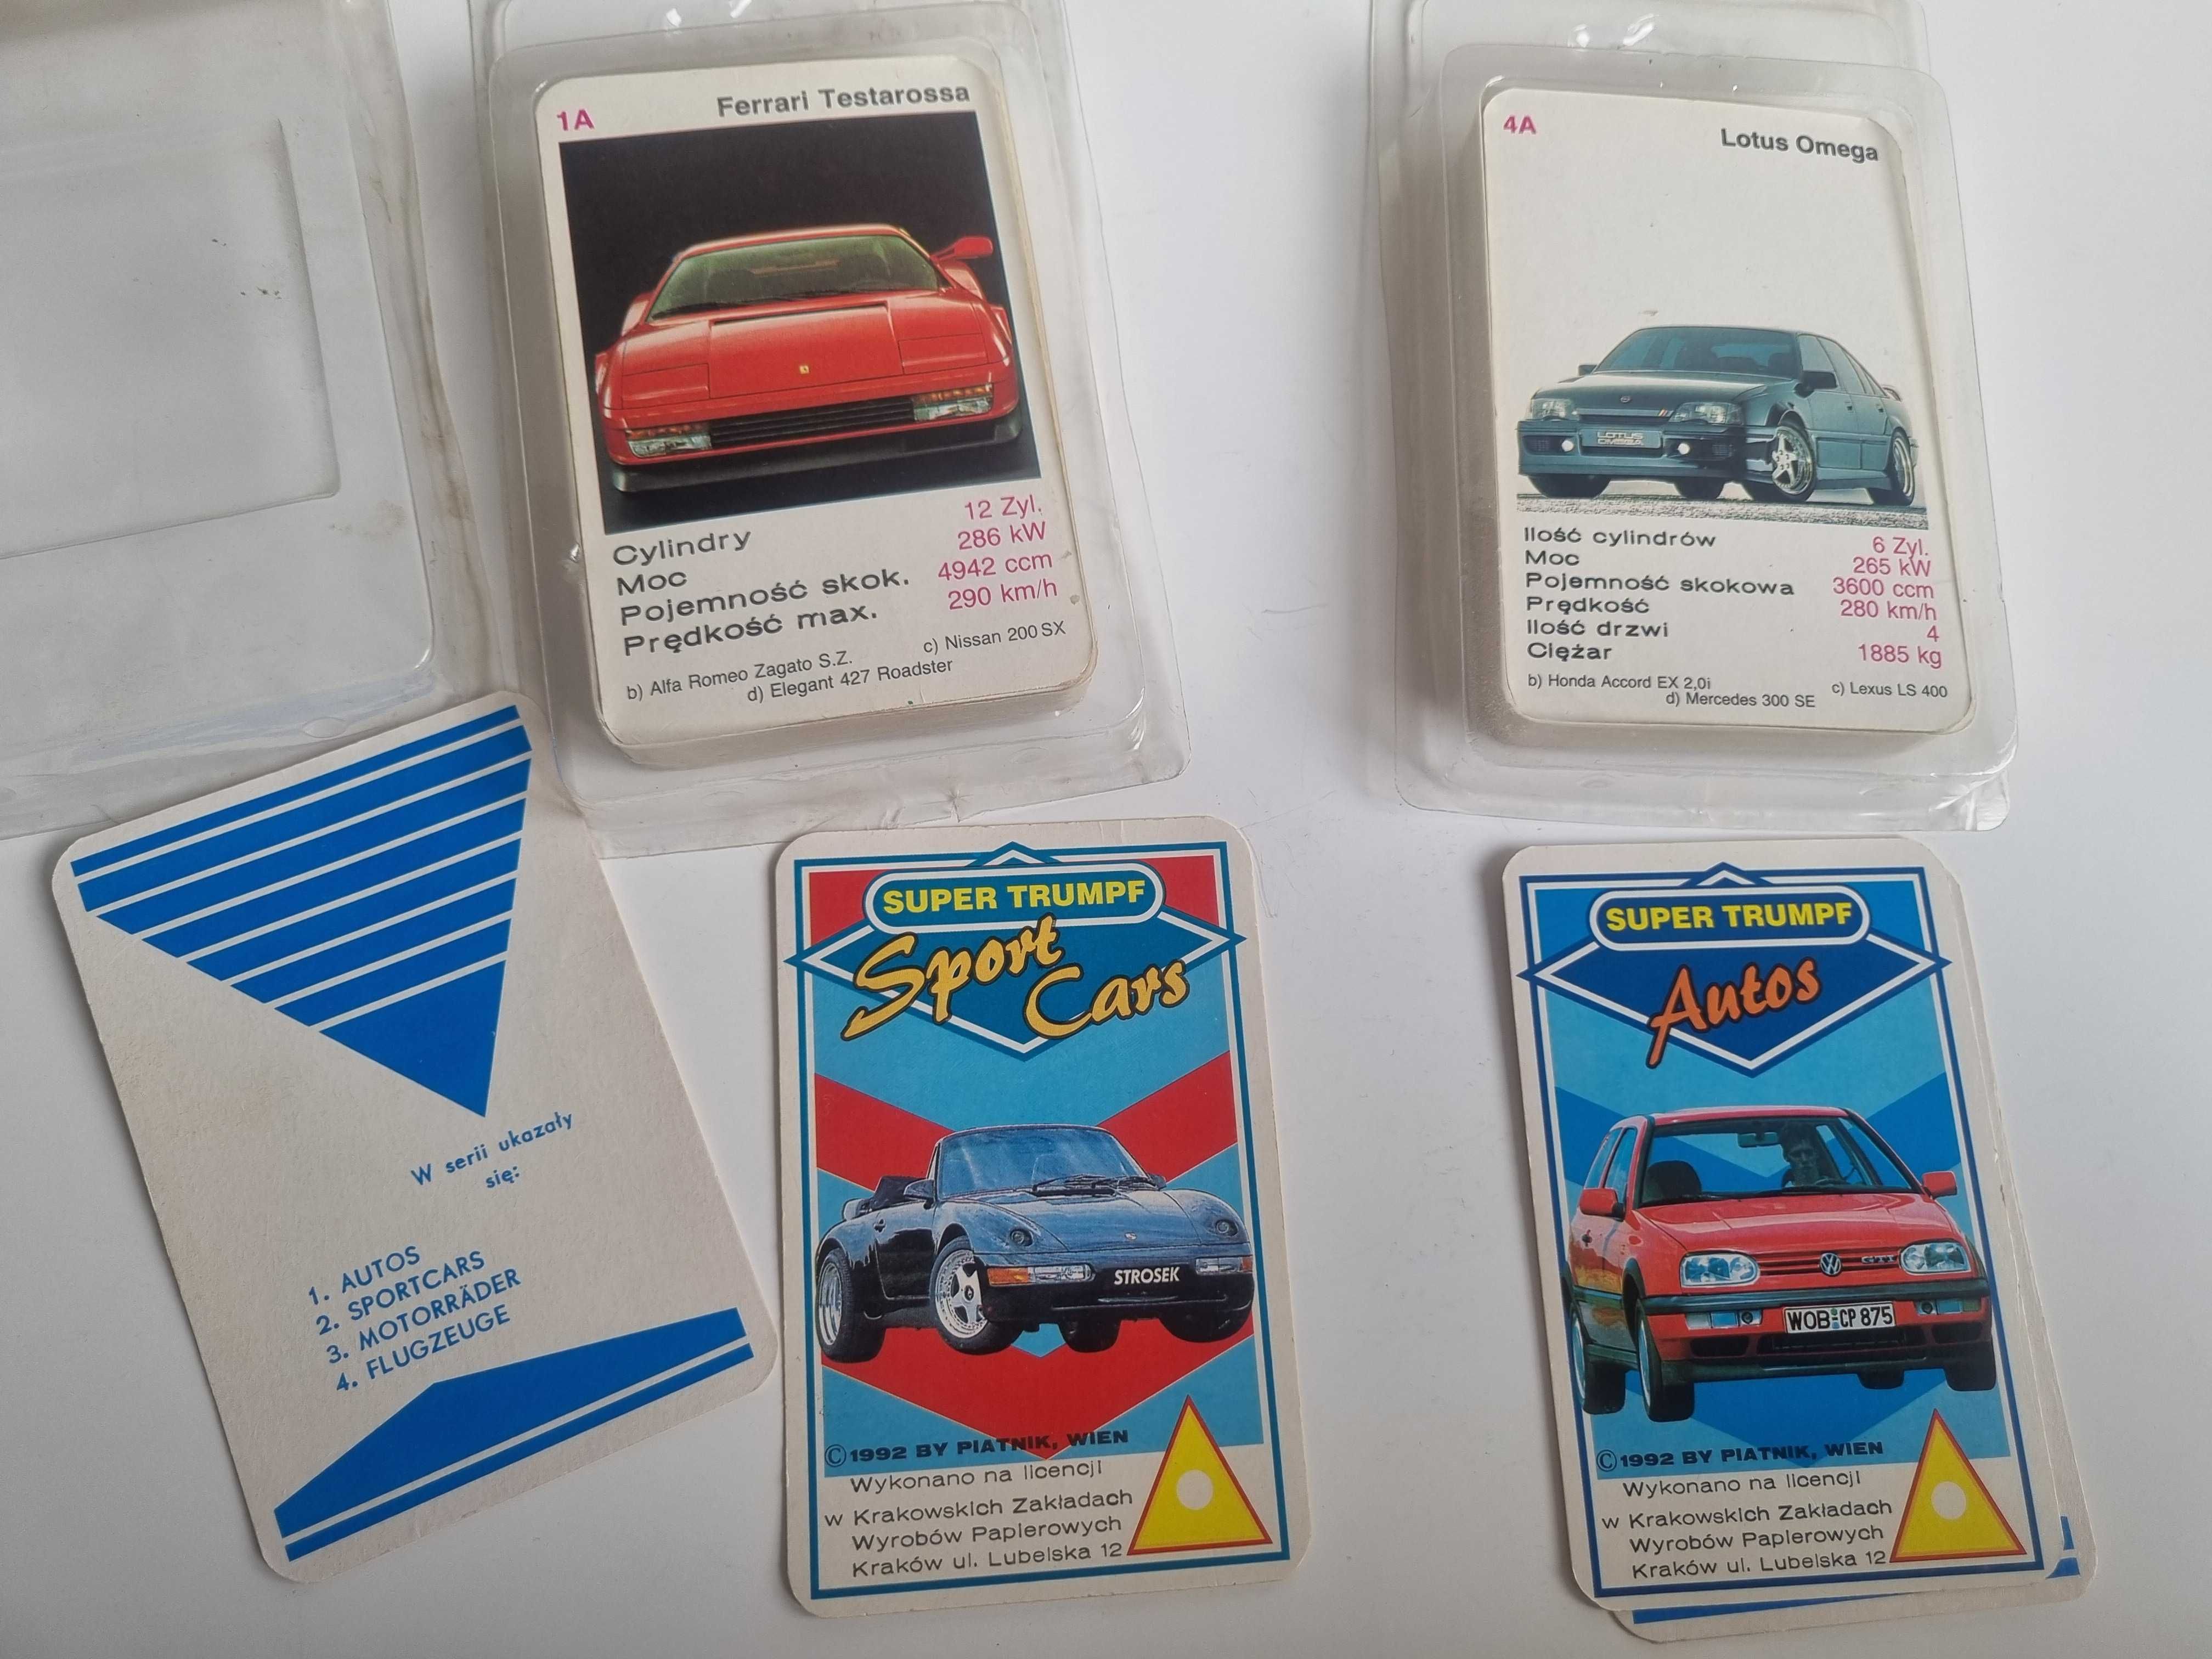 1A
Ferrari Testarossa
Cylindry 12 Zyl.
Moc 286 kW
Pojemność skok. 4942 ccm
Prędkość max. 290 km/h
b) Alfa Romeo Zagato S.Z. c) Nissan 200 SX
d) Elegant 427 Roadster
4A
Lotus Omega
LOTUS
OMEGA
Ilość cylindrów 6 Zyl.
Moc 265 kW
Pojemność skokowa 3600 ccm
Prędkość 280 km/h
Ilość drzwi 4
Ciężar 1885 kg
b) Honda Accord EX 2,0i c) Lexus LS 400
d) Mercedes 300 SE
W serii ukazały
się:
1. AUTOS
2. SPORTCARS
3. MOTORRÄDER
4. FLUGZEUGE
SUPER TRUMPF
Sport
Cars
STROSEK
©1992 BY PIATNIK, WIEN
Wykonano na licencji
w Krakowskich Zakładach
Wyrobów Papierowych
Kraków ul. Lubelska 12
SUPER TRUMPF
Autos
WOB CP 875
©1992 BY PIATNIK, WIEN
Wykonano na licencji
w Krakowskich Zakładach
Wyrobów Papierowych
Kraków ul. Lubelska 12